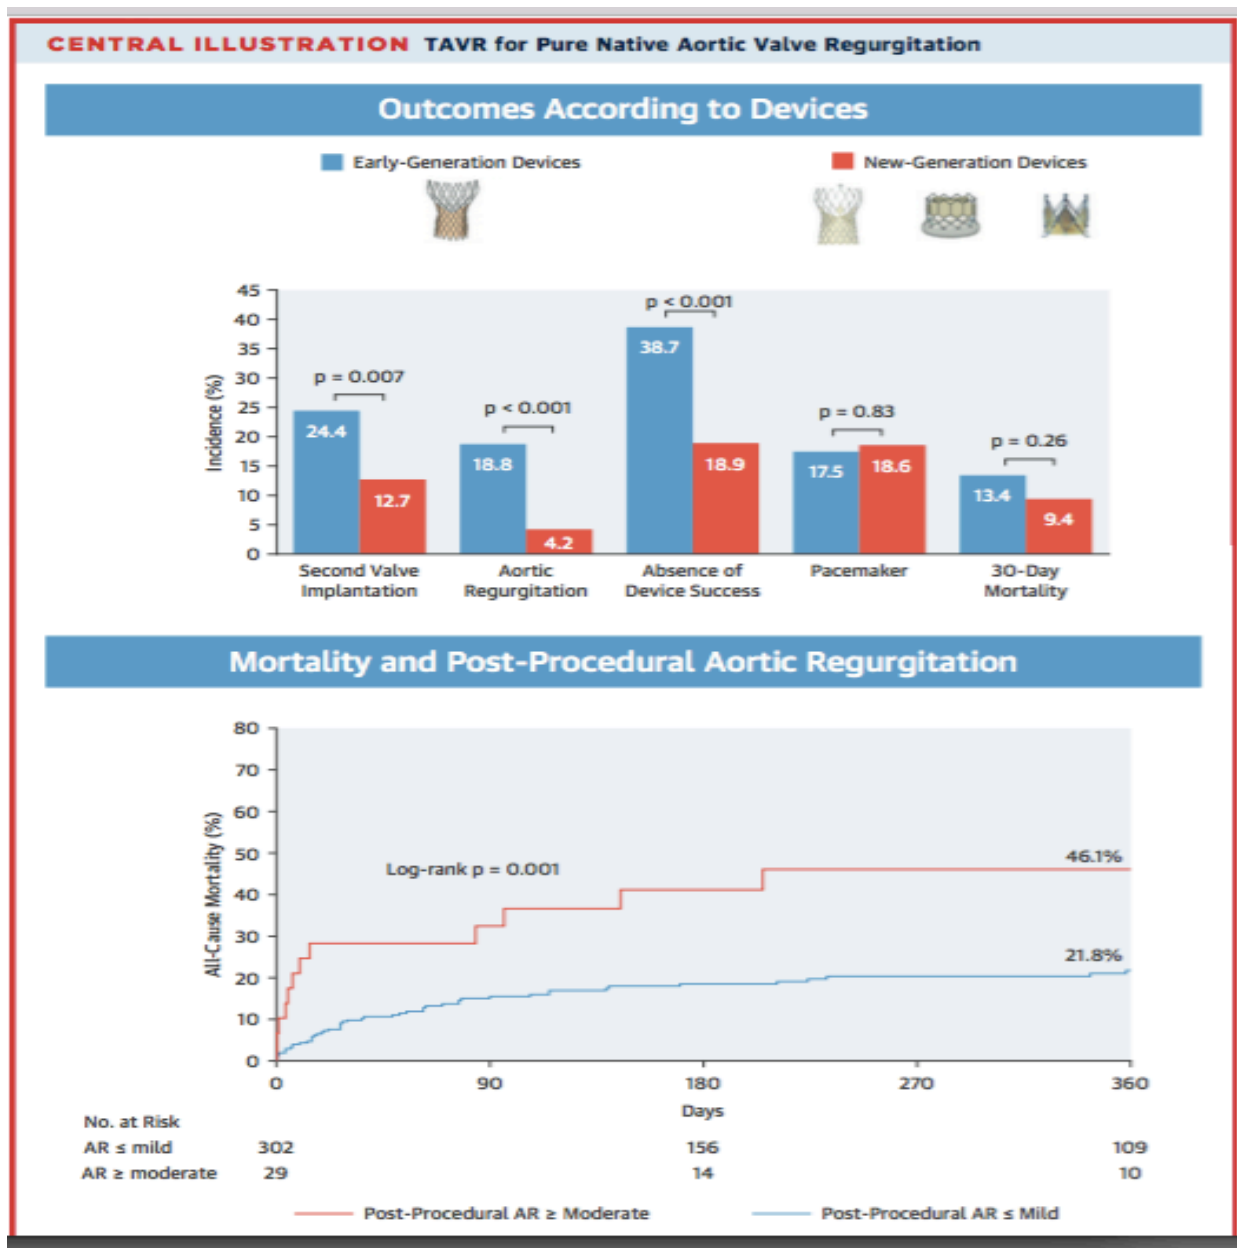 CENTRAL ILLUSTRATION TAVR for Pure Native Aortic Valve Regurgitation
Outcomes According to Devices
Early-Generation Devices
New-Generation Devices
Incidence (%)
45
40
35
30
25
20
15
10
5
0
p = 0.007
24.4
12.7
p < 0.001
18.8
4.2
p < 0.001
38.7
18.9
p = 0.83
17.5
18.6
p = 0.26
13.4
9.4
Second Valve
Implantation
Aortic
Regurgitation
Absence of
Device Success
Pacemaker
30-Day
Mortality
Mortality and Post-Procedural Aortic Regurgitation
All-Cause Mortality (%)
80
70
60
50
40
30
20
10
0
Log-rank p = 0.001
46.1%
21.8%
0 90 180 270 360
Days
No. at Risk
AR ≤ mild 302 156 109
AR ≥ moderate 29 14 10
Post-Procedural AR ≥ Moderate
Post-Procedural AR ≤ Mild